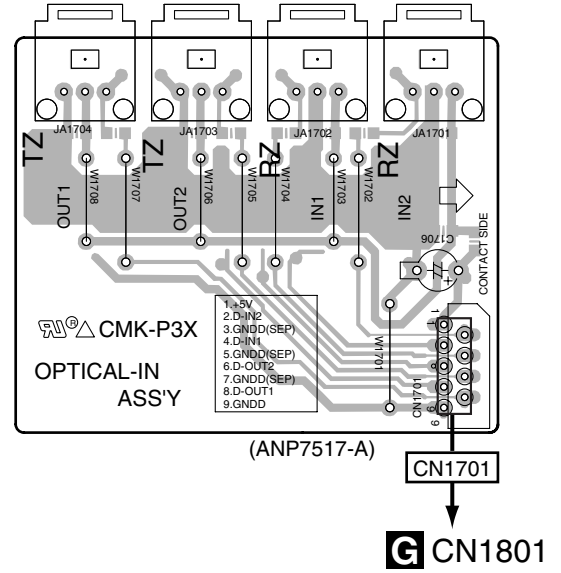 JA1704
JA1703
JA1702
JA1701
TZ
TZ
RZ
RZ
W1708
W1707
W1706
W1705
W1704
W1703
W1702
OUT1
OUT2
IN1
IN2
C1706
CONTACT SIDE
+
1.+5V
2.D-IN2
3.GNDD(SEP)
4.D-IN1
5.GNDD(SEP)
6.D-OUT2
7.GNDD(SEP)
8.D-OUT1
9.GNDD
W1701
1
1
CN1701
9
9
® CMK-P3X
OPTICAL-IN
ASS'Y
(ANP7517-A)
CN1701
G CN1801